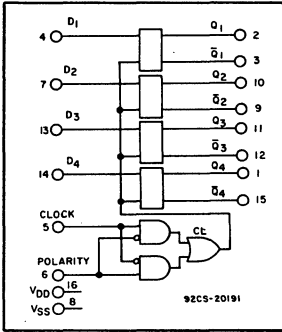 4 D1 Q1 2
Q̅1 3
7 D2 Q2 10
Q̅2 9
13 D3 Q3 11
Q̅3 12
14 D4 Q4 1
Q̅4 15
CLOCK
5 CL
POLARITY
6
VDD 16
VSS 8
92CS-20191